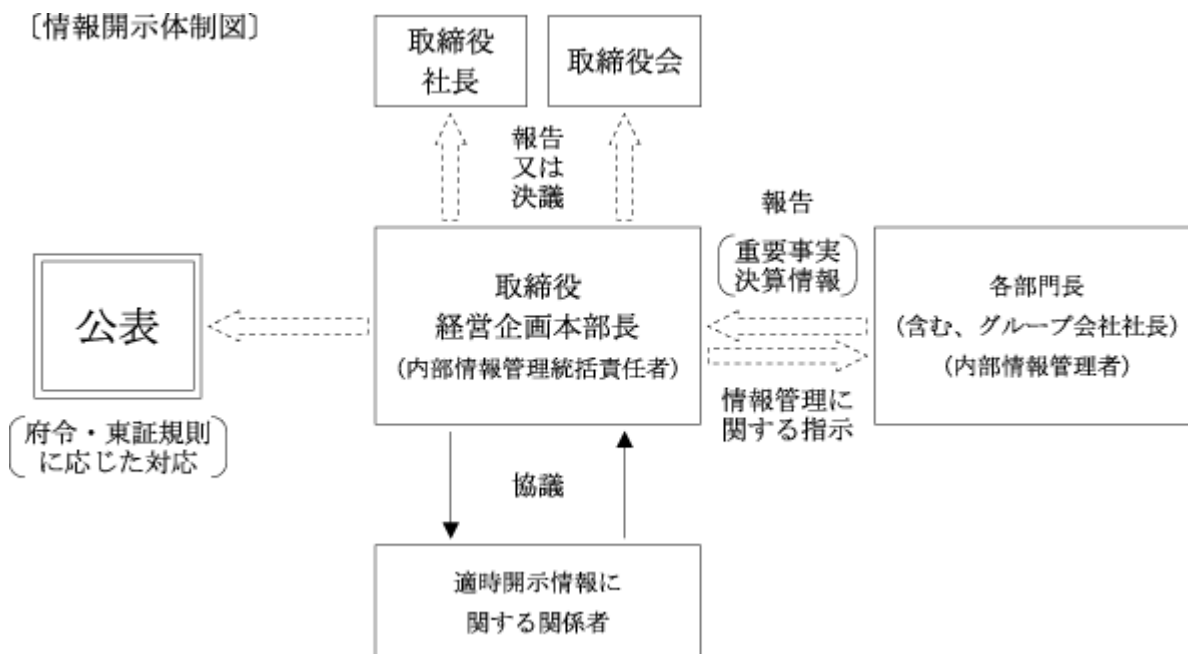 〔情報開示体制図〕
取締役
社長
取締役会
報告
又は
決議
報告
重要事実
決算情報
公表
府令・東証規則
に応じた対応
取締役
経営企画本部長
(内部情報管理統括責任者)
各部門長
(含む、グループ会社社長)
(内部情報管理者)
情報管理に
関する指示
協議
適時開示情報に
関する関係者